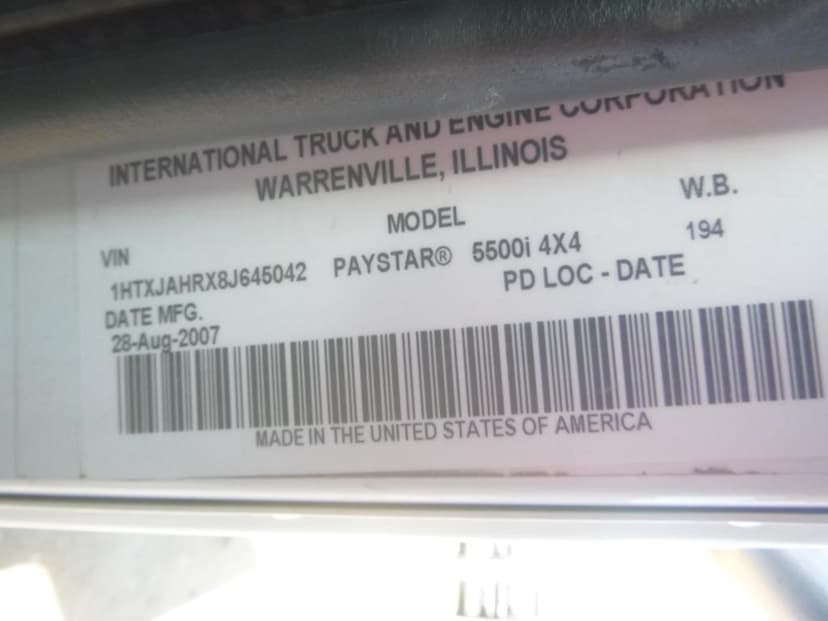 INTERNATIONAL TRUCK AND ENGINE CORPORATION
WARRENVILLE, ILLINOIS
VIN MODEL W.B.
1HTXJAHRX8J645042 PAYSTAR® 5500i 4X4 194
DATE MFG. PD LOC - DATE
28-Aug-2007
MADE IN THE UNITED STATES OF AMERICA